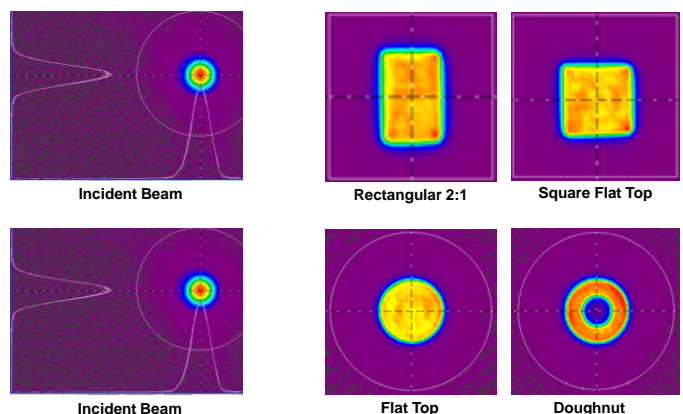 Incident Beam
Rectangular 2:1
Square Flat Top
Incident Beam
Flat Top
Doughnut